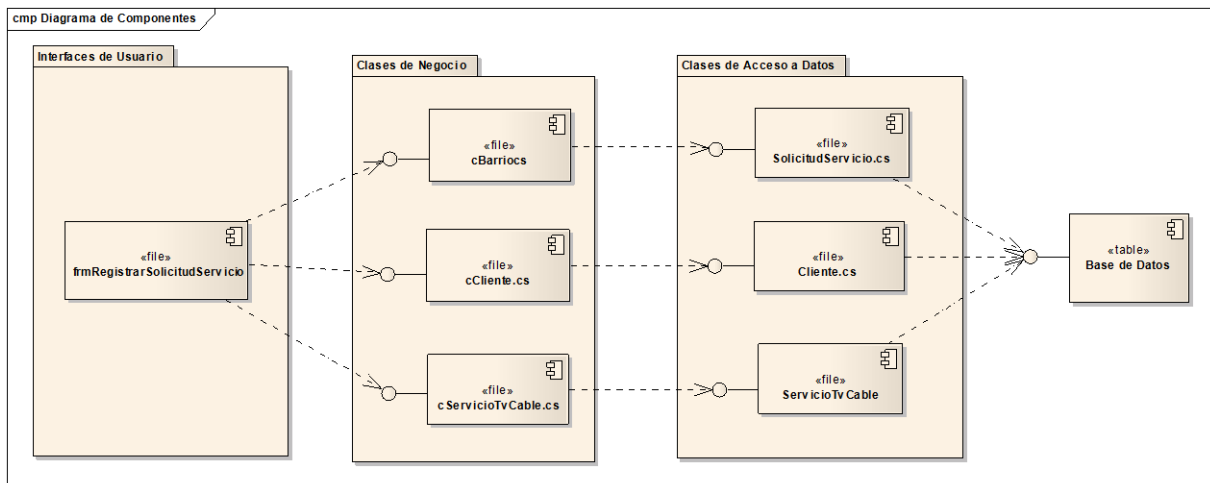 cmp Diagrama de Componentes
Interfaces de Usuario
«file»
frmRegistrarSolicitudServicio
Clases de Negocio
«file»
cBarriocs
«file»
cCliente.cs
«file»
cServicioTvCable.cs
Clases de Acceso a Datos
«file»
SolicitudServicio.cs
«file»
Cliente.cs
«file»
ServicioTvCable
«table»
Base de Datos